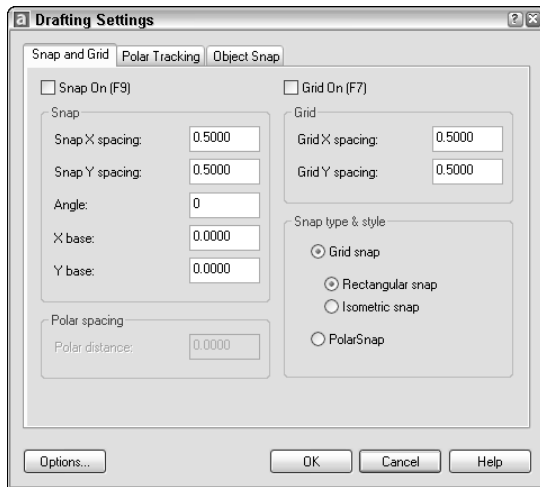 a Drafting Settings
Snap and Grid Polar Tracking Object Snap
Snap On (F9)
Snap
Snap X spacing: 0.5000
Snap Y spacing: 0.5000
Angle: 0
X base: 0.0000
Y base: 0.0000
Polar spacing
Polar distance: 0.0000
Grid On (F7)
Grid
Grid X spacing: 0.5000
Grid Y spacing: 0.5000
Snap type & style
Grid snap
Rectangular snap
Isometric snap
PolarSnap
Options... OK Cancel Help